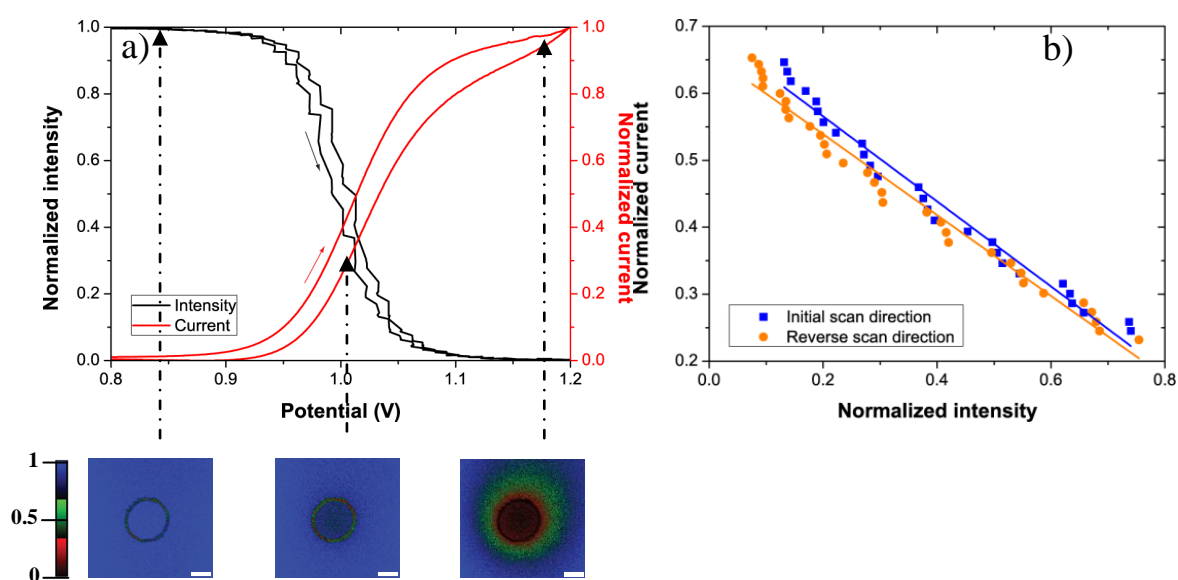 a)
1.0
0.8
0.6
0.4
0.2
0.0
Normalized intensity
Intensity
Current
0.8 0.9 1.0 1.1 1.2
Potential (V)
1.0
0.8
0.6
0.4
0.2
0.0
Normalized current
1
0.5
0
b)
0.7
0.6
0.5
0.4
0.3
0.2
Normalized current
Initial scan direction
Reverse scan direction
0.0 0.2 0.4 0.6 0.8
Normalized intensity